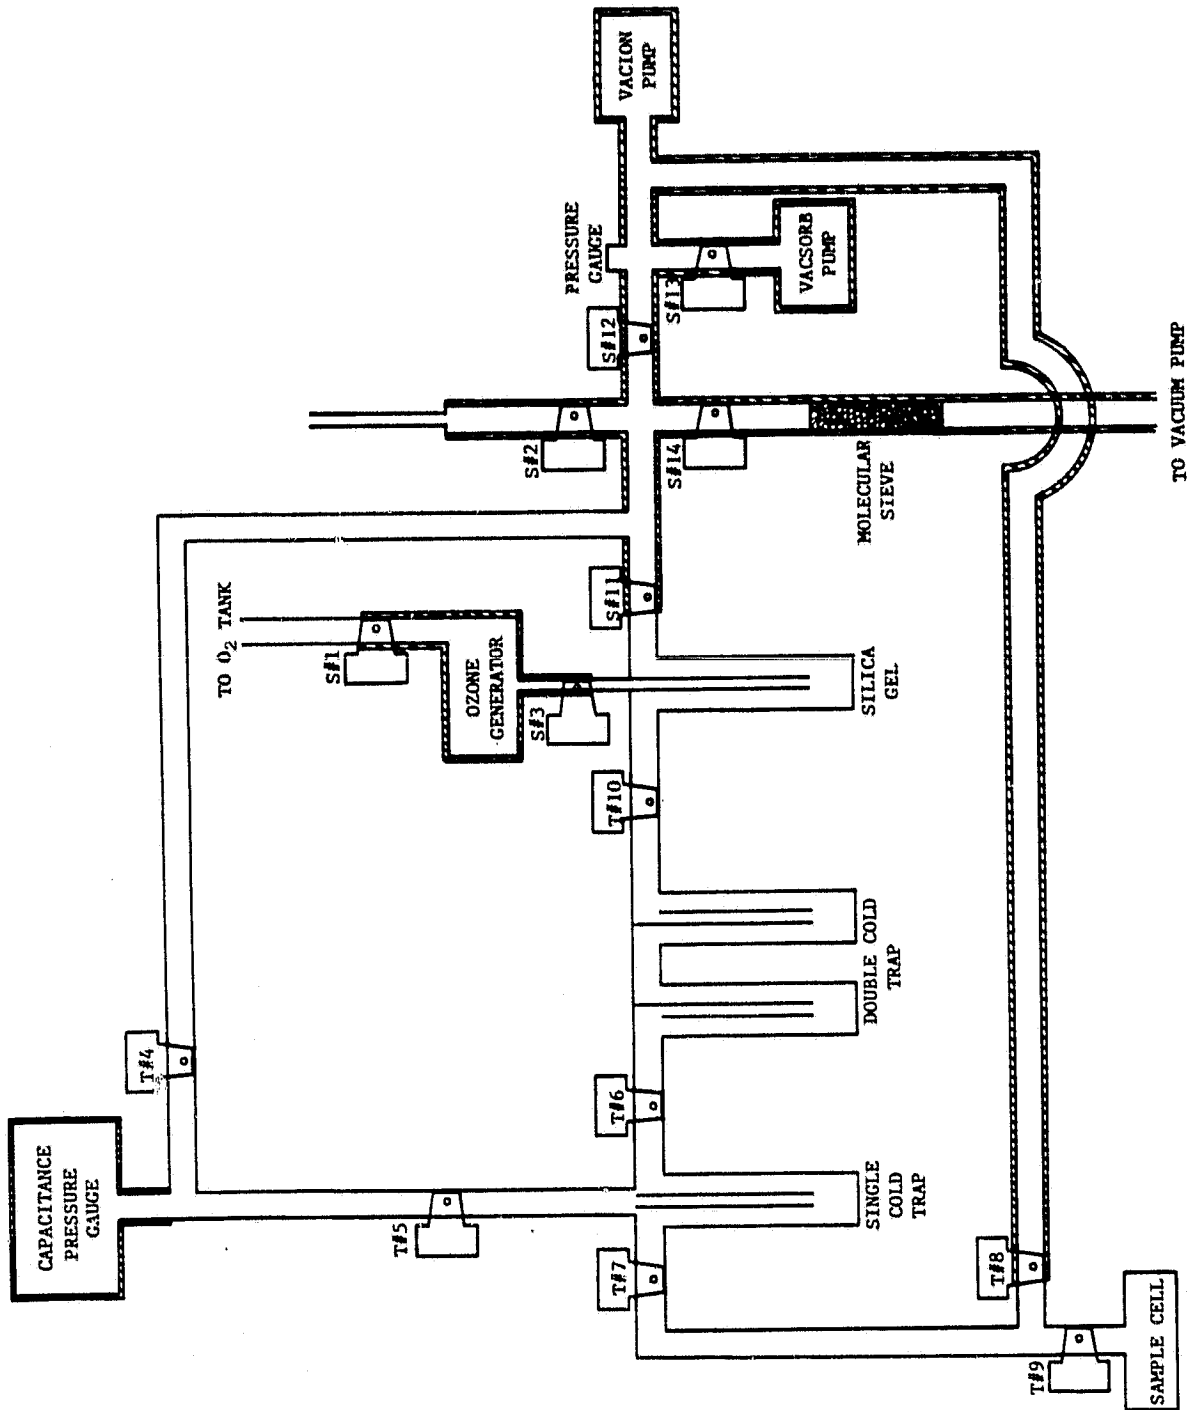 CAPACITANCE
PRESSURE
GAUGE
T#4
T#5
TO O₂ TANK
S#1
OZONE
GENERATOR
S#3
S#2
PRESSURE
GAUGE
VACION
PUMP
T#7
T#6
T#10
S#11
S#12
S#13
S#14
VACSORB
PUMP
SINGLE
COLD
TRAP
DOUBLE COLD
TRAP
SILICA
GEL
MOLECULAR
SIEVE
T#8
T#9
SAMPLE CELL
TO VACUUM PUMP